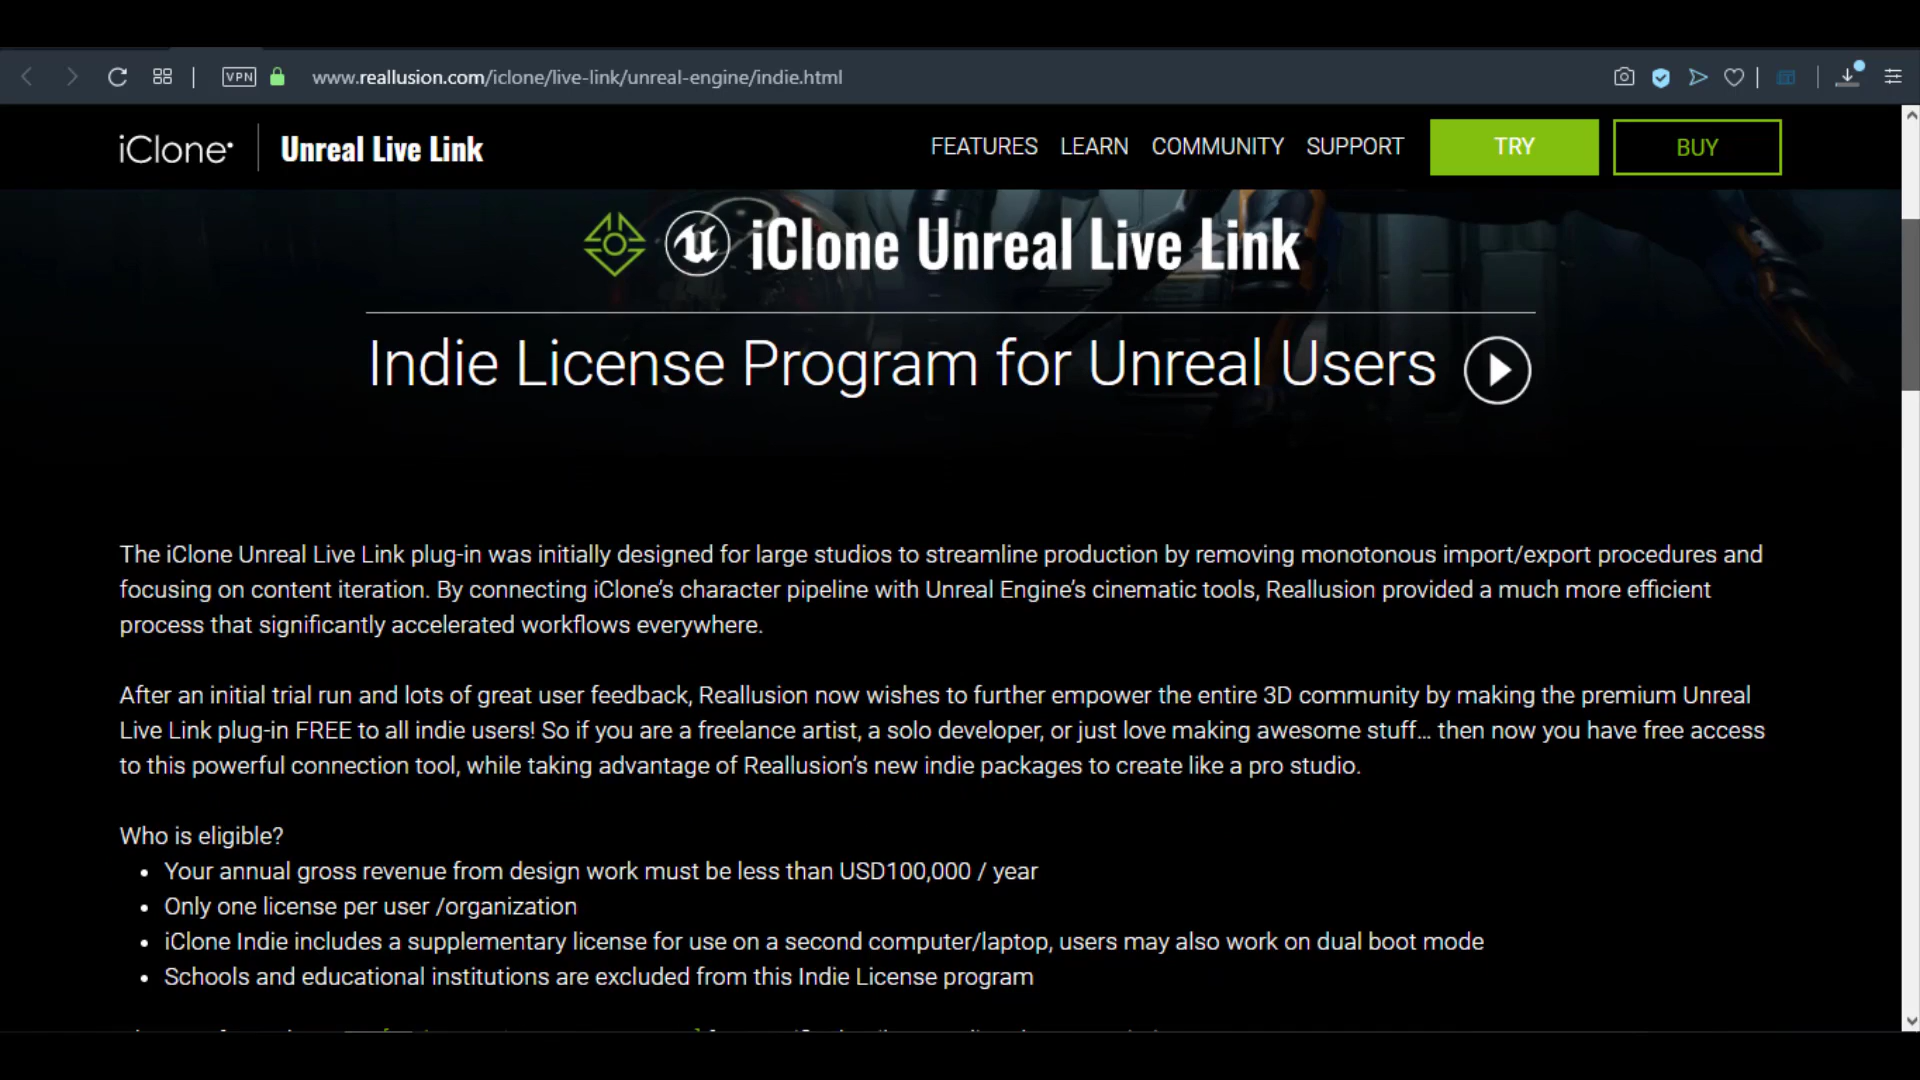 VPN
www.reallusion.com/iclone/live-link/unreal-engine/indie.html
iClone
Unreal Live Link
FEATURES LEARN COMMUNITY SUPPORT TRY BUY
iClone Unreal Live Link
Indie License Program for Unreal Users
The iClone Unreal Live Link plug-in was initially designed for large studios to streamline production by removing monotonous import/export procedures and
focusing on content iteration. By connecting iClone’s character pipeline with Unreal Engine’s cinematic tools, Reallusion provided a much more efficient
process that significantly accelerated workflows everywhere.
After an initial trial run and lots of great user feedback, Reallusion now wishes to further empower the entire 3D community by making the premium Unreal
Live Link plug-in FREE to all indie users! So if you are a freelance artist, a solo developer, or just love making awesome stuff... then now you have free access
to this powerful connection tool, while taking advantage of Reallusion’s new indie packages to create like a pro studio.
Who is eligible?
• Your annual gross revenue from design work must be less than USD100,000 / year
• Only one license per user /organization
• iClone Indie includes a supplementary license for use on a second computer/laptop, users may also work on dual boot mode
• Schools and educational institutions are excluded from this Indie License program